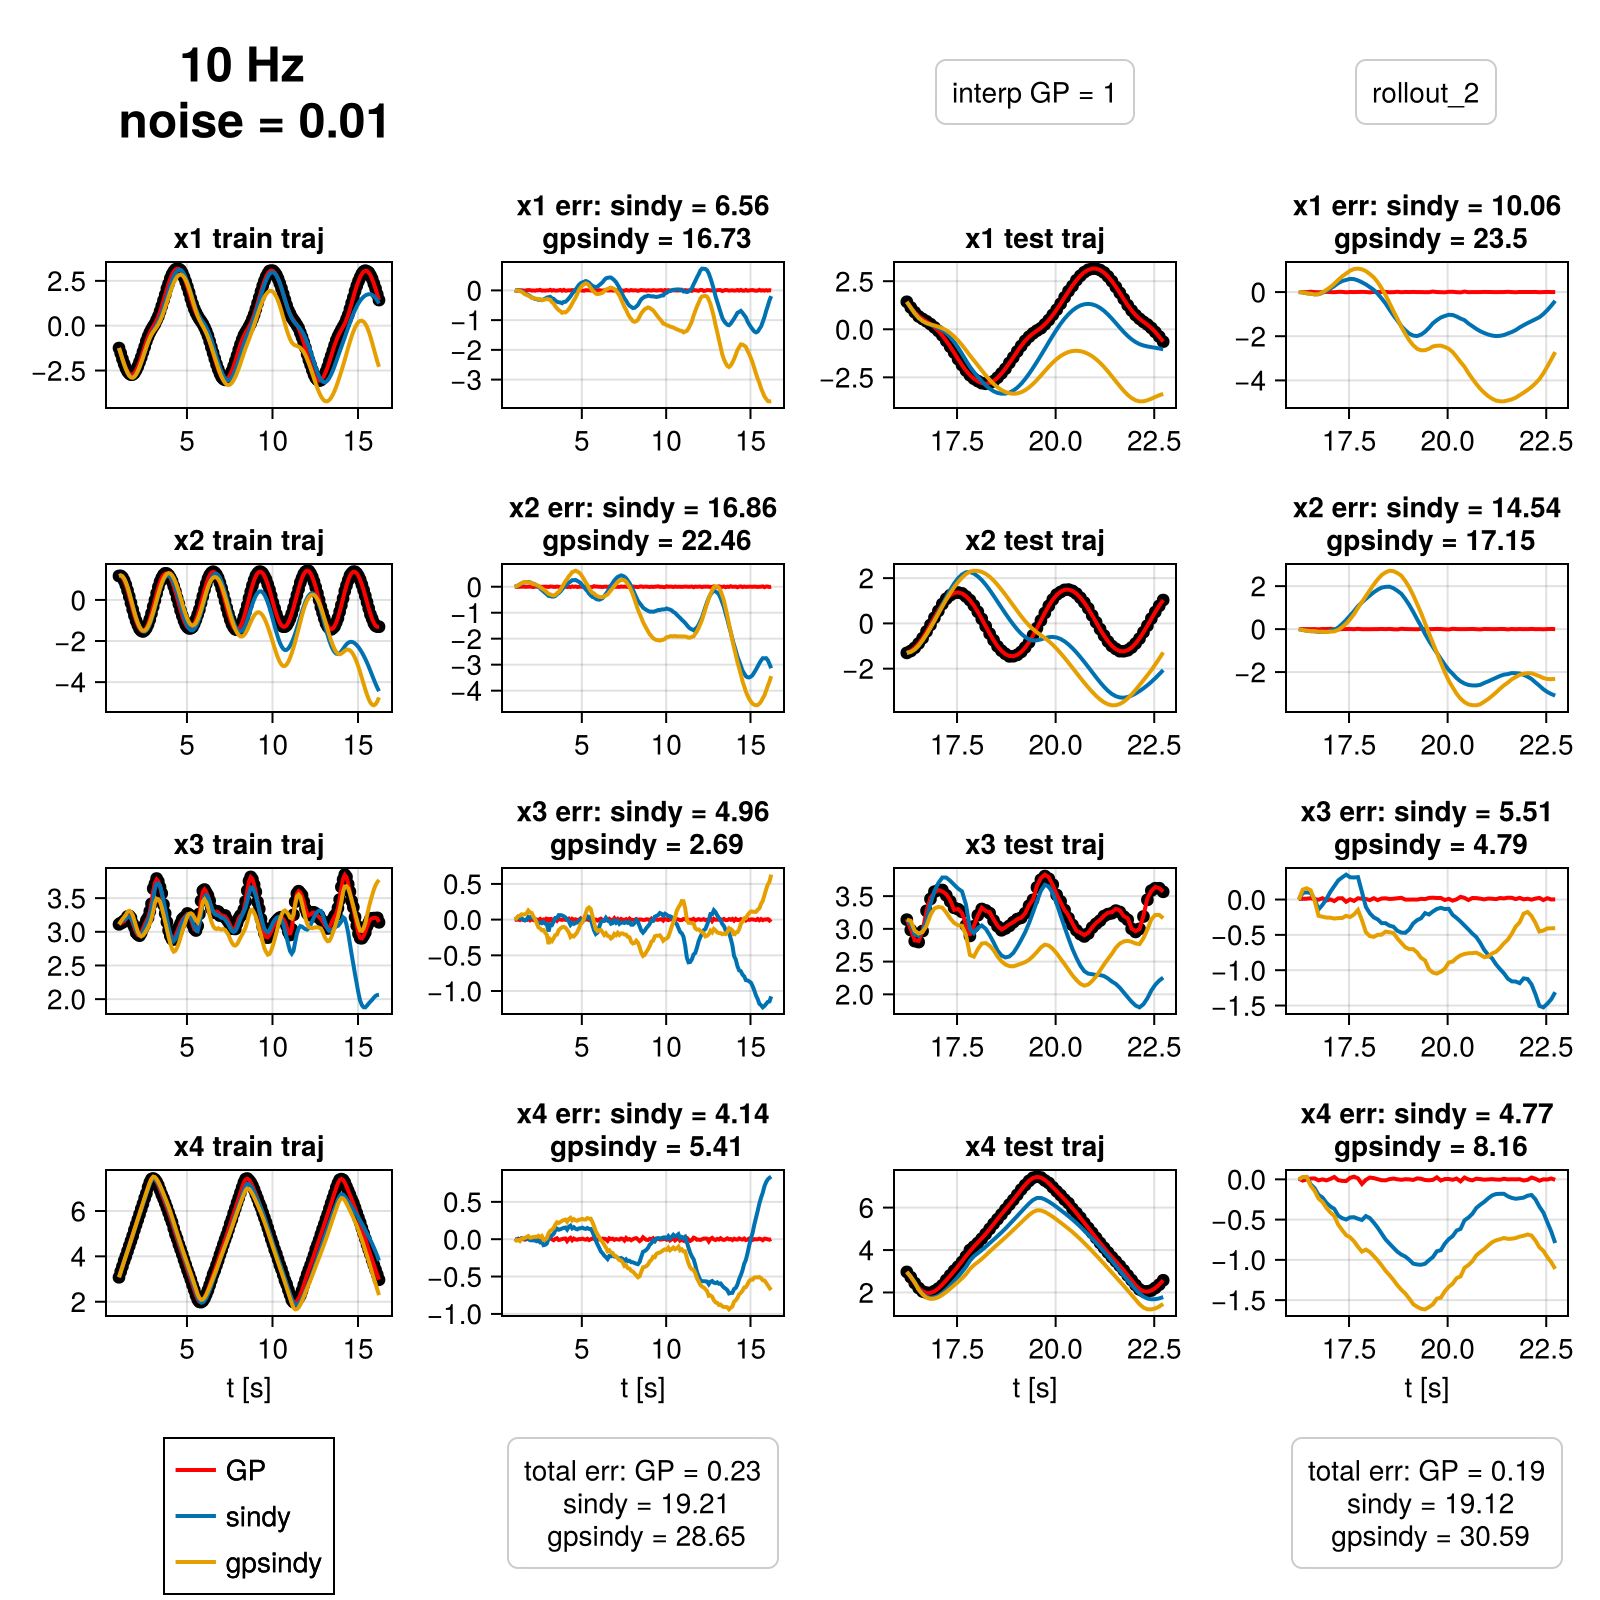 10 Hz
noise = 0.01
interp GP = 1
rollout_2
x1 train traj
2.5
0.0
−2.5
5
10
15
x1 err: sindy = 6.56
gpsindy = 16.73
0
−1
−2
−3
5
10
15
x1 test traj
2.5
0.0
−2.5
17.5
20.0
22.5
x1 err: sindy = 10.06
gpsindy = 23.5
0
−2
−4
17.5
20.0
22.5
x2 train traj
0
−2
−4
5
10
15
x2 err: sindy = 16.86
gpsindy = 22.46
0
−1
−2
−3
−4
5
10
15
x2 test traj
2
0
−2
17.5
20.0
22.5
x2 err: sindy = 14.54
gpsindy = 17.15
2
0
−2
17.5
20.0
22.5
x3 train traj
3.5
3.0
2.5
2.0
5
10
15
x3 err: sindy = 4.96
gpsindy = 2.69
0.5
0.0
−0.5
−1.0
5
10
15
x3 test traj
3.5
3.0
2.5
2.0
17.5
20.0
22.5
x3 err: sindy = 5.51
gpsindy = 4.79
0.0
−0.5
−1.0
−1.5
17.5
20.0
22.5
x4 train traj
6
4
2
5
10
15
t [s]
x4 err: sindy = 4.14
gpsindy = 5.41
0.5
0.0
−0.5
−1.0
5
10
15
t [s]
x4 test traj
6
4
2
17.5
20.0
22.5
t [s]
x4 err: sindy = 4.77
gpsindy = 8.16
0.0
−0.5
−1.0
−1.5
17.5
20.0
22.5
t [s]
GP
sindy
gpsindy
total err: GP = 0.23
sindy = 19.21
gpsindy = 28.65
total err: GP = 0.19
sindy = 19.12
gpsindy = 30.59